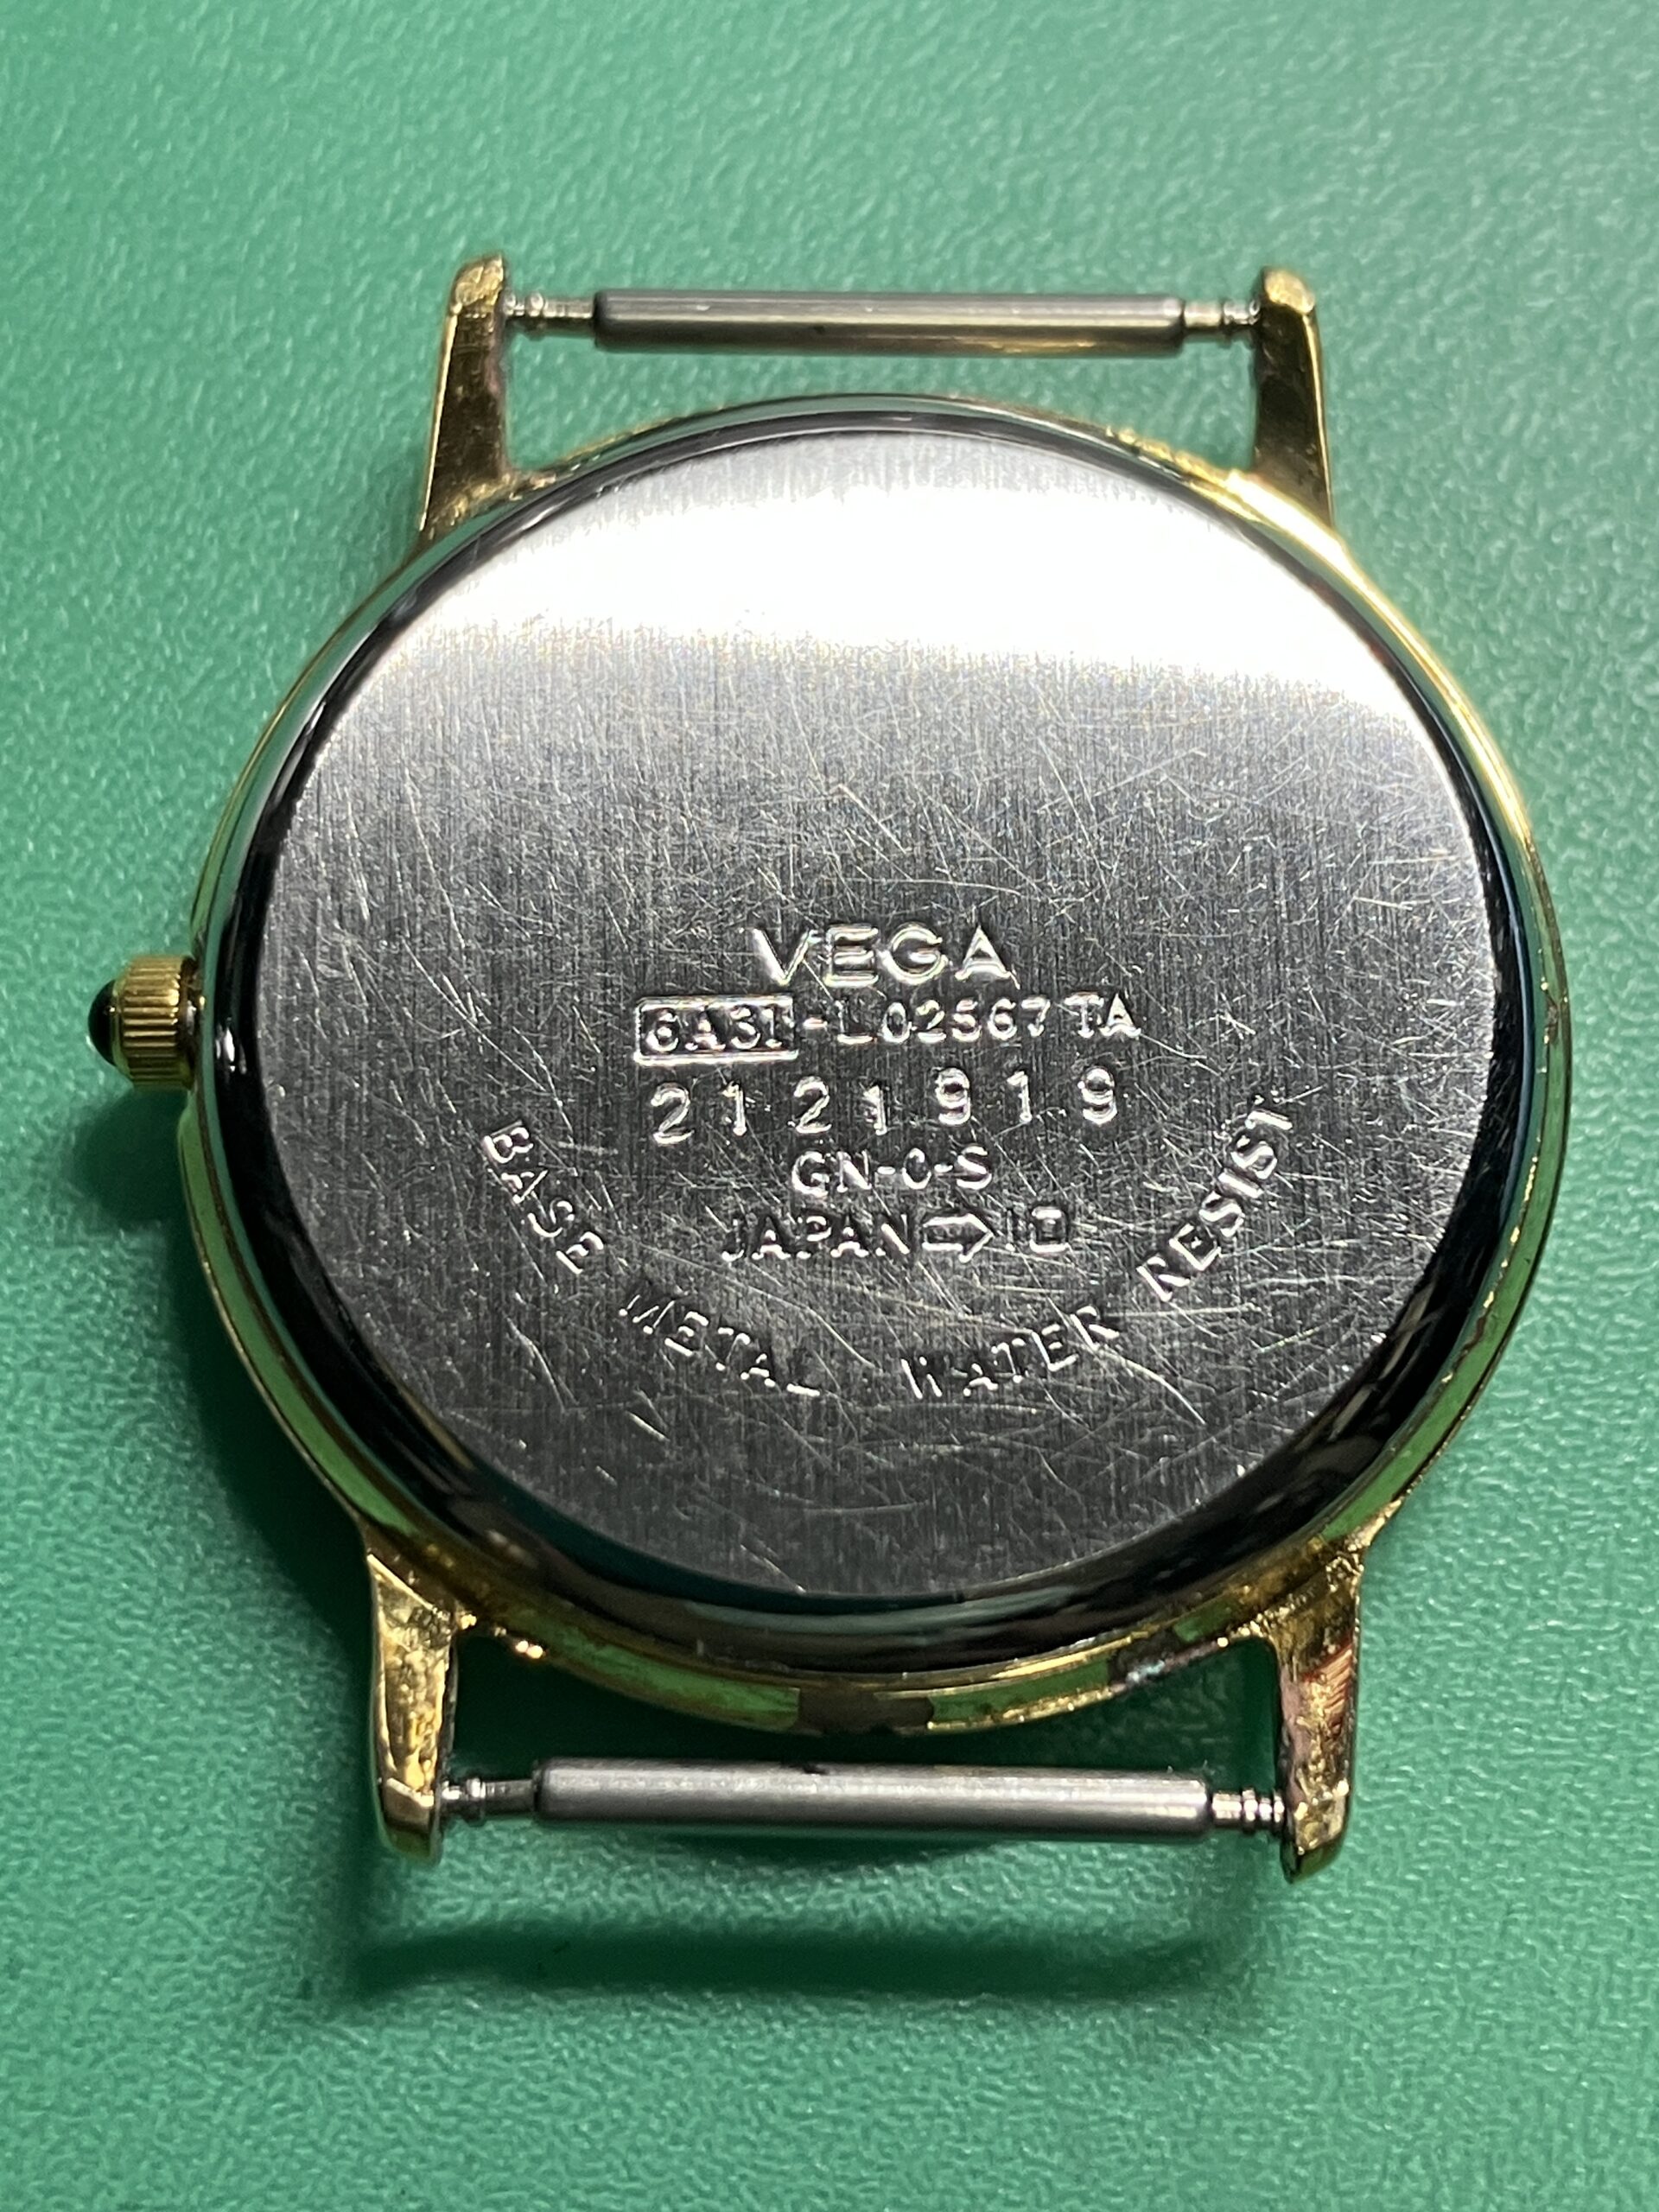 VEGA
6A31-L02567 TA
2121919
GN-0-S
JAPAN⇨10
BASE METAL WATER RESIST